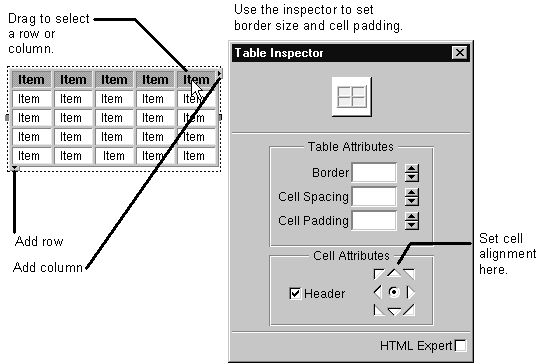 Drag to select
a row or
column.
Use the inspector to set
border size and cell padding.
Item Item Item Item Item
Item Item Item Item Item
Item Item Item Item Item
Item Item Item Item Item
Item Item Item Item Item
Add row
Add column
Table Inspector
Table Attributes
Border
Cell Spacing
Cell Padding
Cell Attributes
Header
Set cell
alignment
here.
HTML Expert